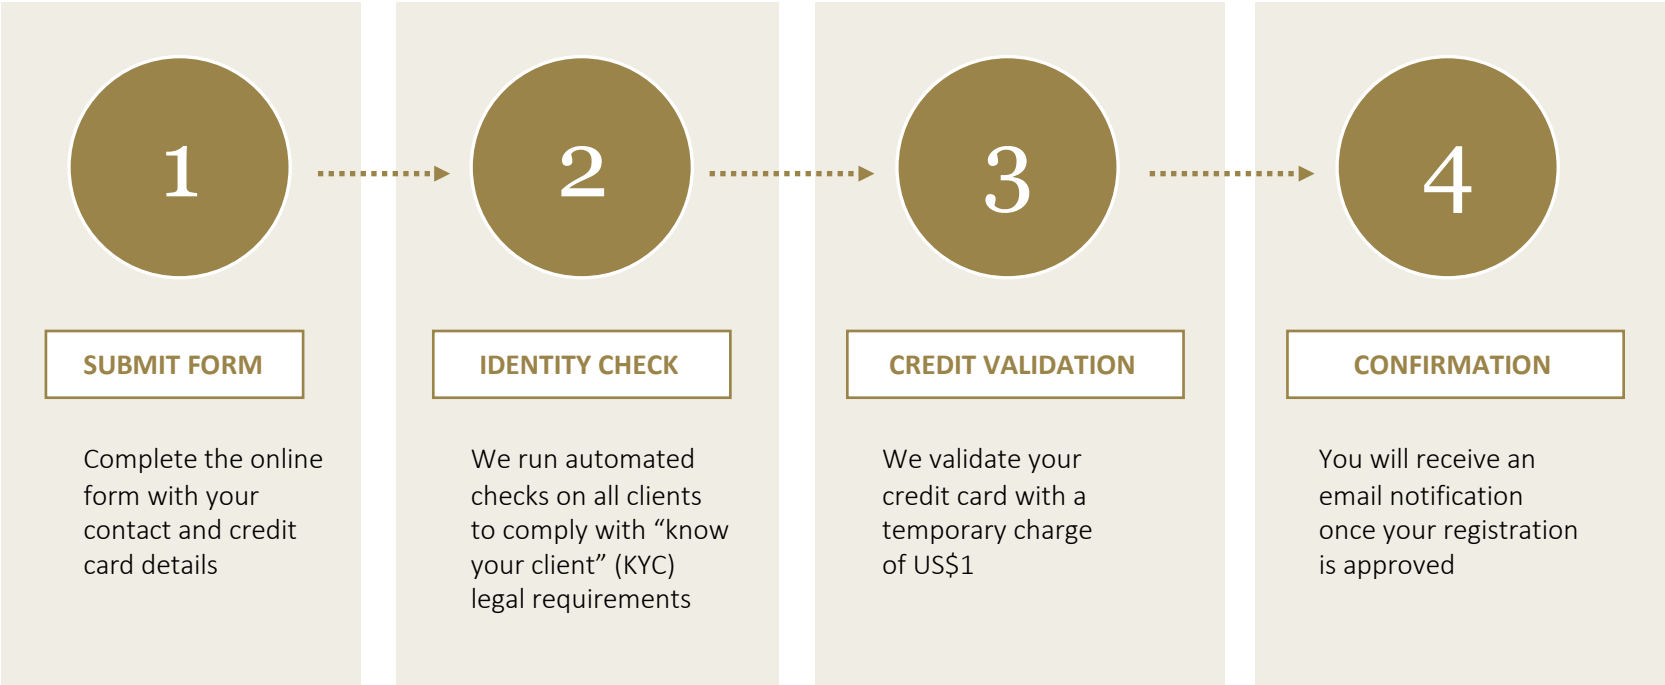 1
SUBMIT FORM
Complete the online
form with your
contact and credit
card details
2
IDENTITY CHECK
We run automated
checks on all clients
to comply with “know
your client” (KYC)
legal requirements
3
CREDIT VALIDATION
We validate your
credit card with a
temporary charge
of US$1
4
CONFIRMATION
You will receive an
email notification
once your registration
is approved